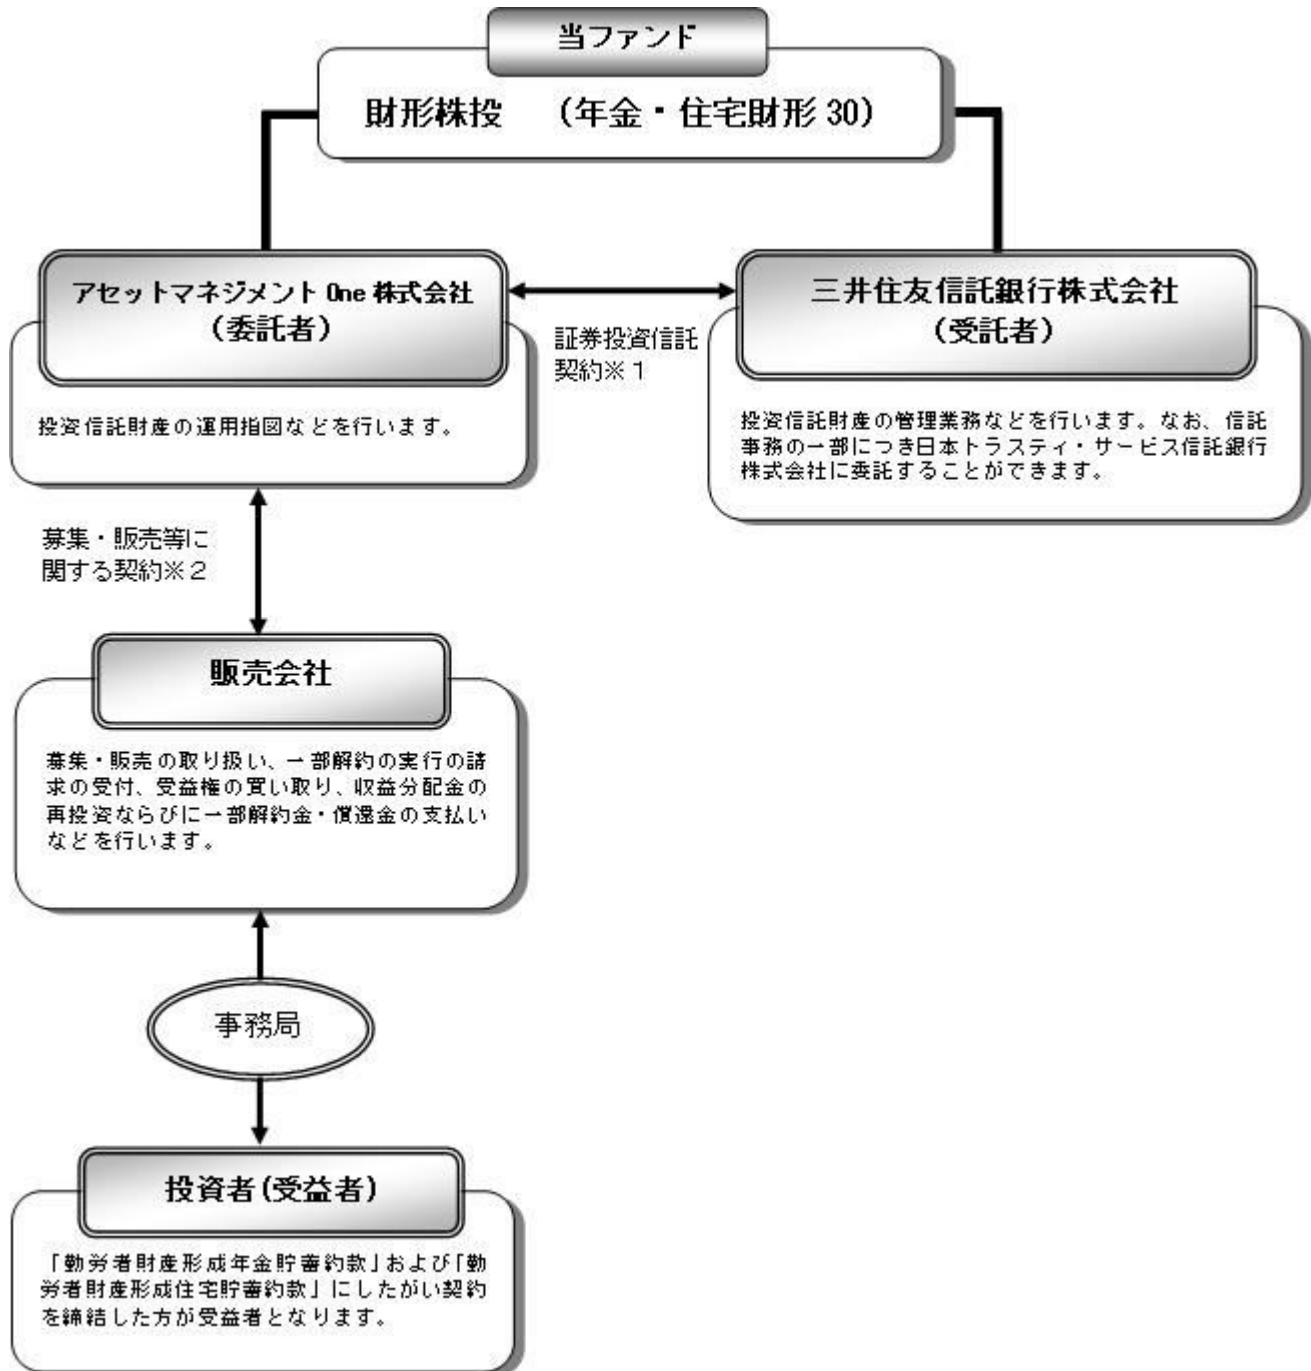 当ファンド
財形株投　（年金・住宅財形 30）
アセットマネジメント One 株式会社
（委託者）
投資信託財産の運用指図などを行います。
証券投資信託
契約※１
三井住友信託銀行株式会社
（受託者）
投資信託財産の管理業務などを行います。なお、信託
事務の一部につき日本トラスティ・サービス信託銀行
株式会社に委託することができます。
募集・販売等に
関する契約※２
販売会社
募集・販売の取り扱い、一部解約の実行の請
求の受付、受益権の買い取り、収益分配金の
再投資ならびに一部解約金・償還金の支払い
などを行います。
事務局
投資者(受益者)
「勤労者財産形成年金貯蓄約款」および「勤
労者財産形成住宅貯蓄約款」にしたがい契約
を締結した方が受益者となります。